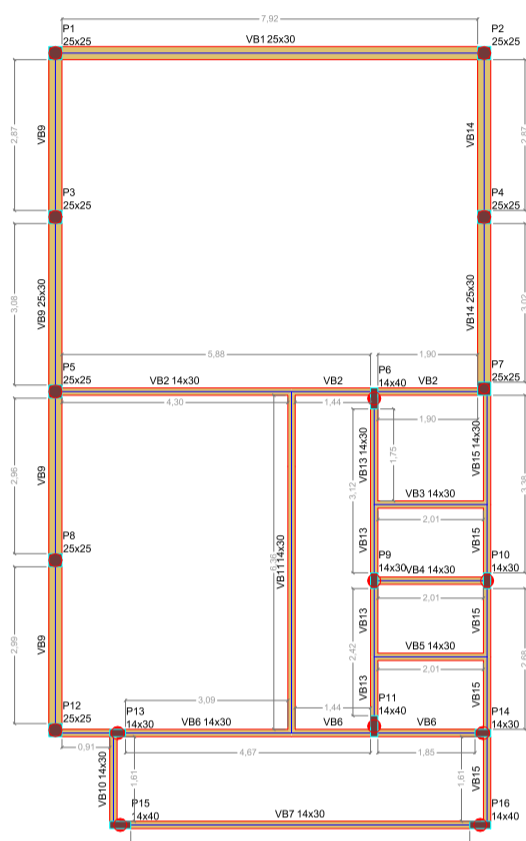 7,92
P1
25x25
VB1 25x30
P2
25x25
2,87
VB9
VB14
2,87
P3
25x25
P4
25x25
3,08
VB9 25x30
VB14 25x30
3,02
5,88
1,90
P5
25x25
VB2 14x30
VB2
P6
14x40
VB2
P7
25x25
4,30
1,44
1,90
2,96
VB9
3,12
VB13 14x30
1,75
VB15 14x30
3,38
VB3 14x30
2,01
VB13
VB15
P8
25x25
6,36
VB11 14x30
P9
14x30
VB4 14x30
P10
14x30
2,99
VB9
2,01
VB13
2,42
VB15
2,68
VB5 14x30
2,01
VB13
VB15
P12
25x25
3,09
1,44
P11
14x40
P13
14x30
VB6 14x30
VB6
VB6
P14
14x30
0,91
4,67
1,85
VB10 14x30
1,61
1,61
VB15
P15
14x40
VB7 14x30
P16
14x40